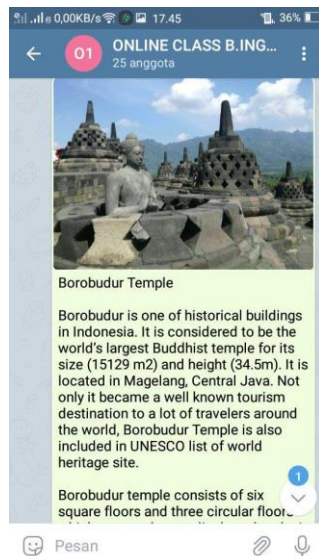 0,00KB/s 17.45 36%
01 ONLINE CLASS B.ING...
25 anggota
Borobudur Temple
Borobudur is one of historical buildings
in Indonesia. It is considered to be the
world's largest Buddhist temple for its
size (15129 m2) and height (34.5m). It is
located in Magelang, Central Java. Not
only it became a well known tourism
destination to a lot of travelers around
the world, Borobudur Temple is also
included in UNESCO list of world
heritage site.
1
Borobudur temple consists of six
square floors and three circular floors
Pesan